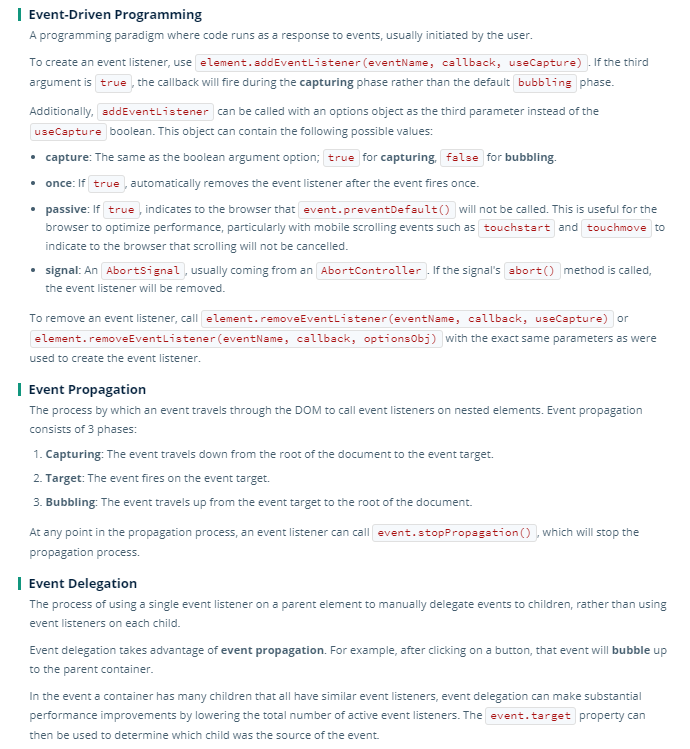 Event-Driven Programming
A programming paradigm where code runs as a response to events, usually initiated by the user.
To create an event listener, use element.addEventListener(eventName, callback, useCapture). If the third
argument is true, the callback will fire during the capturing phase rather than the default bubbling phase.
Additionally, addEventListener can be called with an options object as the third parameter instead of the
useCapture boolean. This object can contain the following possible values:
• capture: The same as the boolean argument option; true for capturing, false for bubbling.
• once: If true, automatically removes the event listener after the event fires once.
• passive: If true, indicates to the browser that event.preventDefault() will not be called. This is useful for the
browser to optimize performance, particularly with mobile scrolling events such as touchstart and touchmove to
indicate to the browser that scrolling will not be cancelled.
• signal: An AbortSignal, usually coming from an AbortController. If the signal's abort() method is called,
the event listener will be removed.
To remove an event listener, call element.removeEventListener(eventName, callback, useCapture) or
element.removeEventListener(eventName, callback, optionsObj) with the exact same parameters as were
used to create the event listener.
Event Propagation
The process by which an event travels through the DOM to call event listeners on nested elements. Event propagation
consists of 3 phases:
1. Capturing: The event travels down from the root of the document to the event target.
2. Target: The event fires on the event target.
3. Bubbling: The event travels up from the event target to the root of the document.
At any point in the propagation process, an event listener can call event.stopPropagation(), which will stop the
propagation process.
Event Delegation
The process of using a single event listener on a parent element to manually delegate events to children, rather than using
event listeners on each child.
Event delegation takes advantage of event propagation. For example, after clicking on a button, that event will bubble up
to the parent container.
In the event a container has many children that all have similar event listeners, event delegation can make substantial
performance improvements by lowering the total number of active event listeners. The event.target property can
then be used to determine which child was the source of the event.